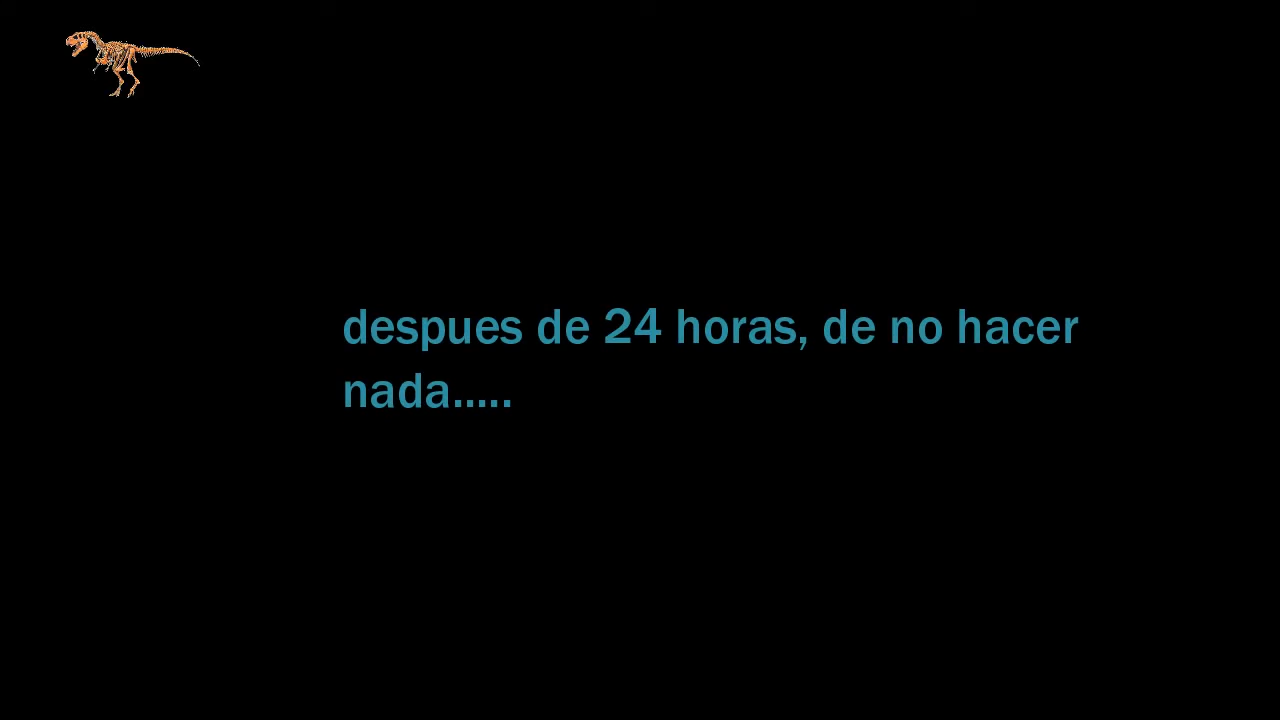 despues de 24 horas, de no hacer
nada.....